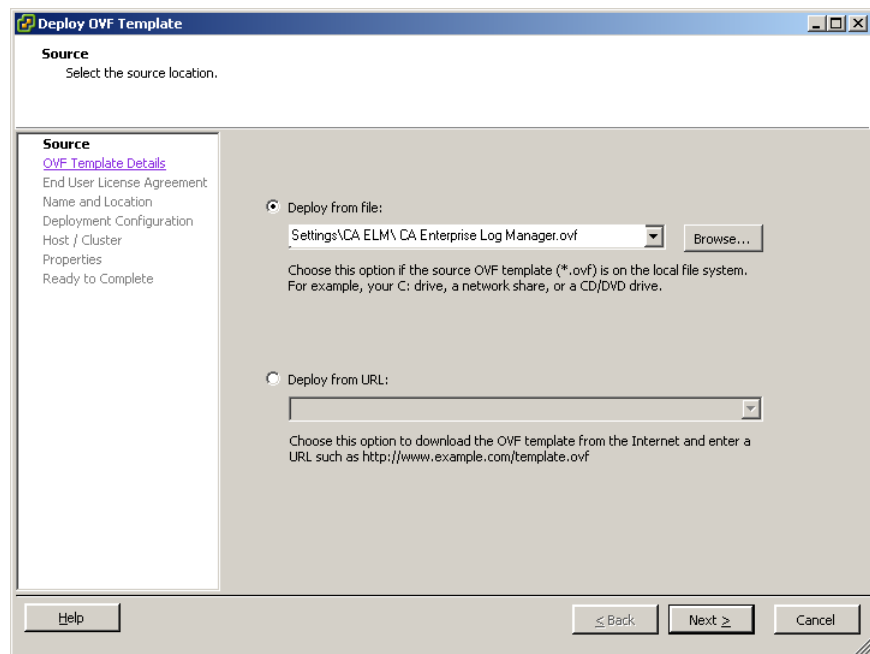 Deploy OVF Template
Source
Select the source location.
Source
OVF Template Details
End User License Agreement
Name and Location
Deployment Configuration
Host / Cluster
Properties
Ready to Complete
Deploy from file:
Settings\CA ELM\ CA Enterprise Log Manager.ovf
Browse...
Choose this option if the source OVF template (*.ovf) is on the local file system.
For example, your C: drive, a network share, or a CD/DVD drive.
Deploy from URL:
Choose this option to download the OVF template from the Internet and enter a
URL such as http://www.example.com/template.ovf
Help
≤ Back
Next ≥
Cancel